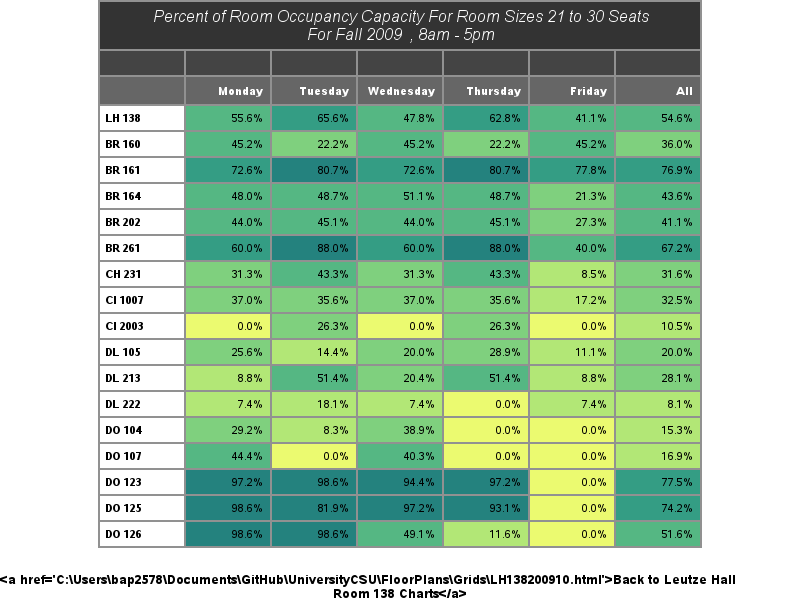 Percent of Room Occupancy Capacity For Room Sizes 21 to 30 Seats
For Fall 2009 , 8am - 5pm
Monday Tuesday Wednesday Thursday Friday All
LH 138 55.6% 65.6% 47.8% 62.8% 41.1% 54.6%
BR 160 45.2% 22.2% 45.2% 22.2% 45.2% 36.0%
BR 161 72.6% 80.7% 72.6% 80.7% 77.8% 76.9%
BR 164 48.0% 48.7% 51.1% 48.7% 21.3% 43.6%
BR 202 44.0% 45.1% 44.0% 45.1% 27.3% 41.1%
BR 261 60.0% 88.0% 60.0% 88.0% 40.0% 67.2%
CH 231 31.3% 43.3% 31.3% 43.3% 8.5% 31.6%
CI 1007 37.0% 35.6% 37.0% 35.6% 17.2% 32.5%
CI 2003 0.0% 26.3% 0.0% 26.3% 0.0% 10.5%
DL 105 25.6% 14.4% 20.0% 28.9% 11.1% 20.0%
DL 213 8.8% 51.4% 20.4% 51.4% 8.8% 28.1%
DL 222 7.4% 18.1% 7.4% 0.0% 7.4% 8.1%
DO 104 29.2% 8.3% 38.9% 0.0% 0.0% 15.3%
DO 107 44.4% 0.0% 40.3% 0.0% 0.0% 16.9%
DO 123 97.2% 98.6% 94.4% 97.2% 0.0% 77.5%
DO 125 98.6% 81.9% 97.2% 93.1% 0.0% 74.2%
DO 126 98.6% 98.6% 49.1% 11.6% 0.0% 51.6%
<a href='C:\Users\bap2578\Documents\GitHub\UniversityCSU\FloorPlans\Grids\LH138200910.html'>Back to Leutze Hall
Room 138 Charts</a>